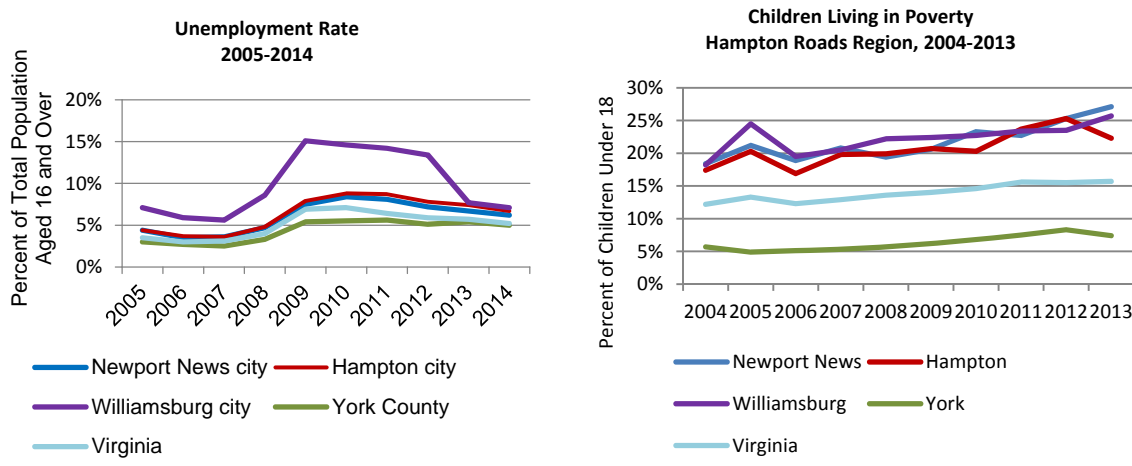 Unemployment Rate
2005-2014
Percent of Total Population
Aged 16 and Over
20%
15%
10%
5%
0%
2005
2006
2007
2008
2009
2010
2011
2012
2013
2014
Newport News city
Hampton city
Williamsburg city
York County
Virginia
Children Living in Poverty
Hampton Roads Region, 2004-2013
Percent of Children Under 18
30%
25%
20%
15%
10%
5%
0%
2004 2005 2006 2007 2008 2009 2010 2011 2012 2013
Newport News
Hampton
Williamsburg
York
Virginia